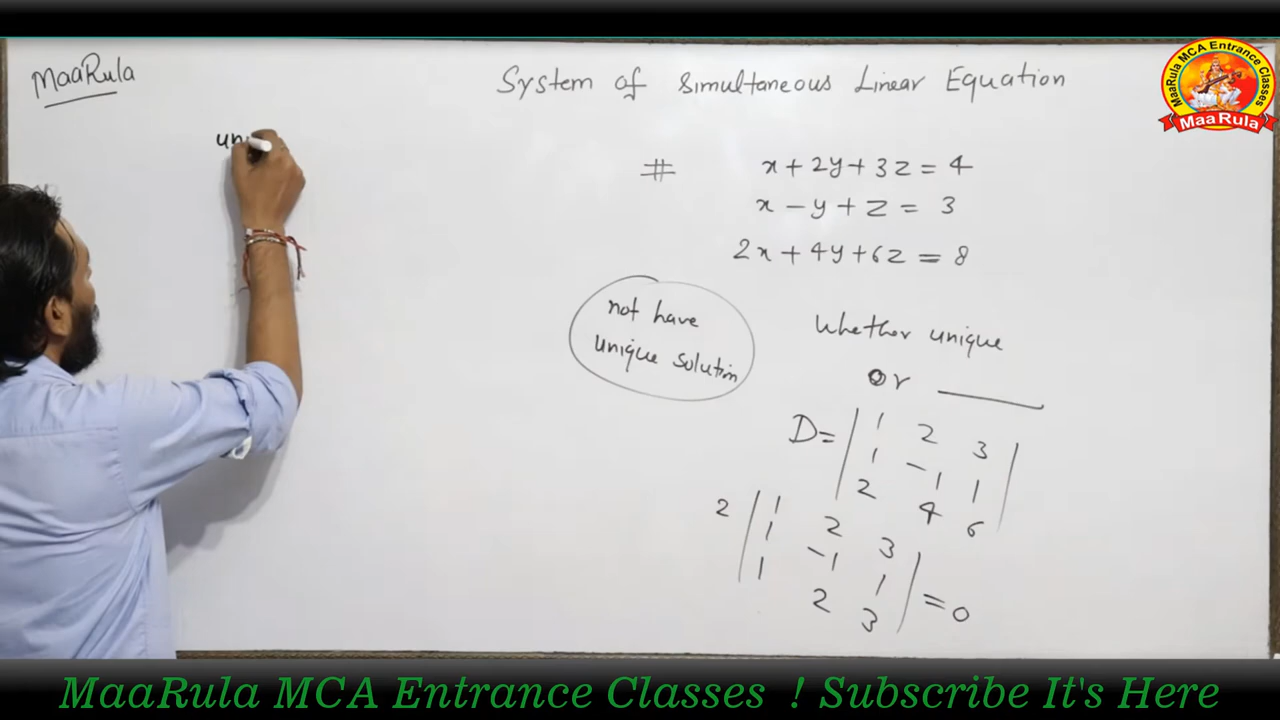 MaaRula
System of Simultaneous Linear Equation
MaaRula MCA Entrance Classes
MaaRula
un
# x + 2y + 3z = 4
x - y + z = 3
2x + 4y + 6z = 8
not have
unique solution
Whether unique
or
D= | 1 2 3 |
| 1 -1 1 |
| 2 4 6 |
2 | 1 2 3 |
| 1 -1 1 |
| 1 2 3 | = 0
MaaRula MCA Entrance Classes ! Subscribe It's Here